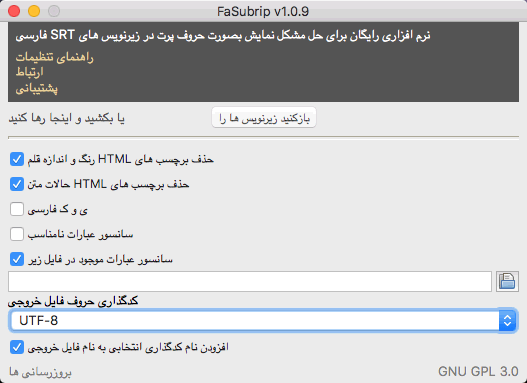 FaSubrip v1.0.9
نرم افزاری رایگان برای حل مشکل نمایش بصورت حروف پرت در زیرنویس های SRT فارسی
راهنمای تنظیمات
ارتباط
پشتیبانی
بازکنید زیرنویس ها را
یا بکشید و اینجا رها کنید
حذف برچسب های HTML رنگ و اندازه قلم
حذف برچسب های HTML حالات متن
ی و ک فارسی
سانسور عبارات نامناسب
سانسور عبارات موجود در فایل زیر
کدگذاری حروف فایل خروجی
UTF-8
افزودن نام کدگذاری انتخابی به نام فایل خروجی
بروزرسانی ها
GNU GPL 3.0